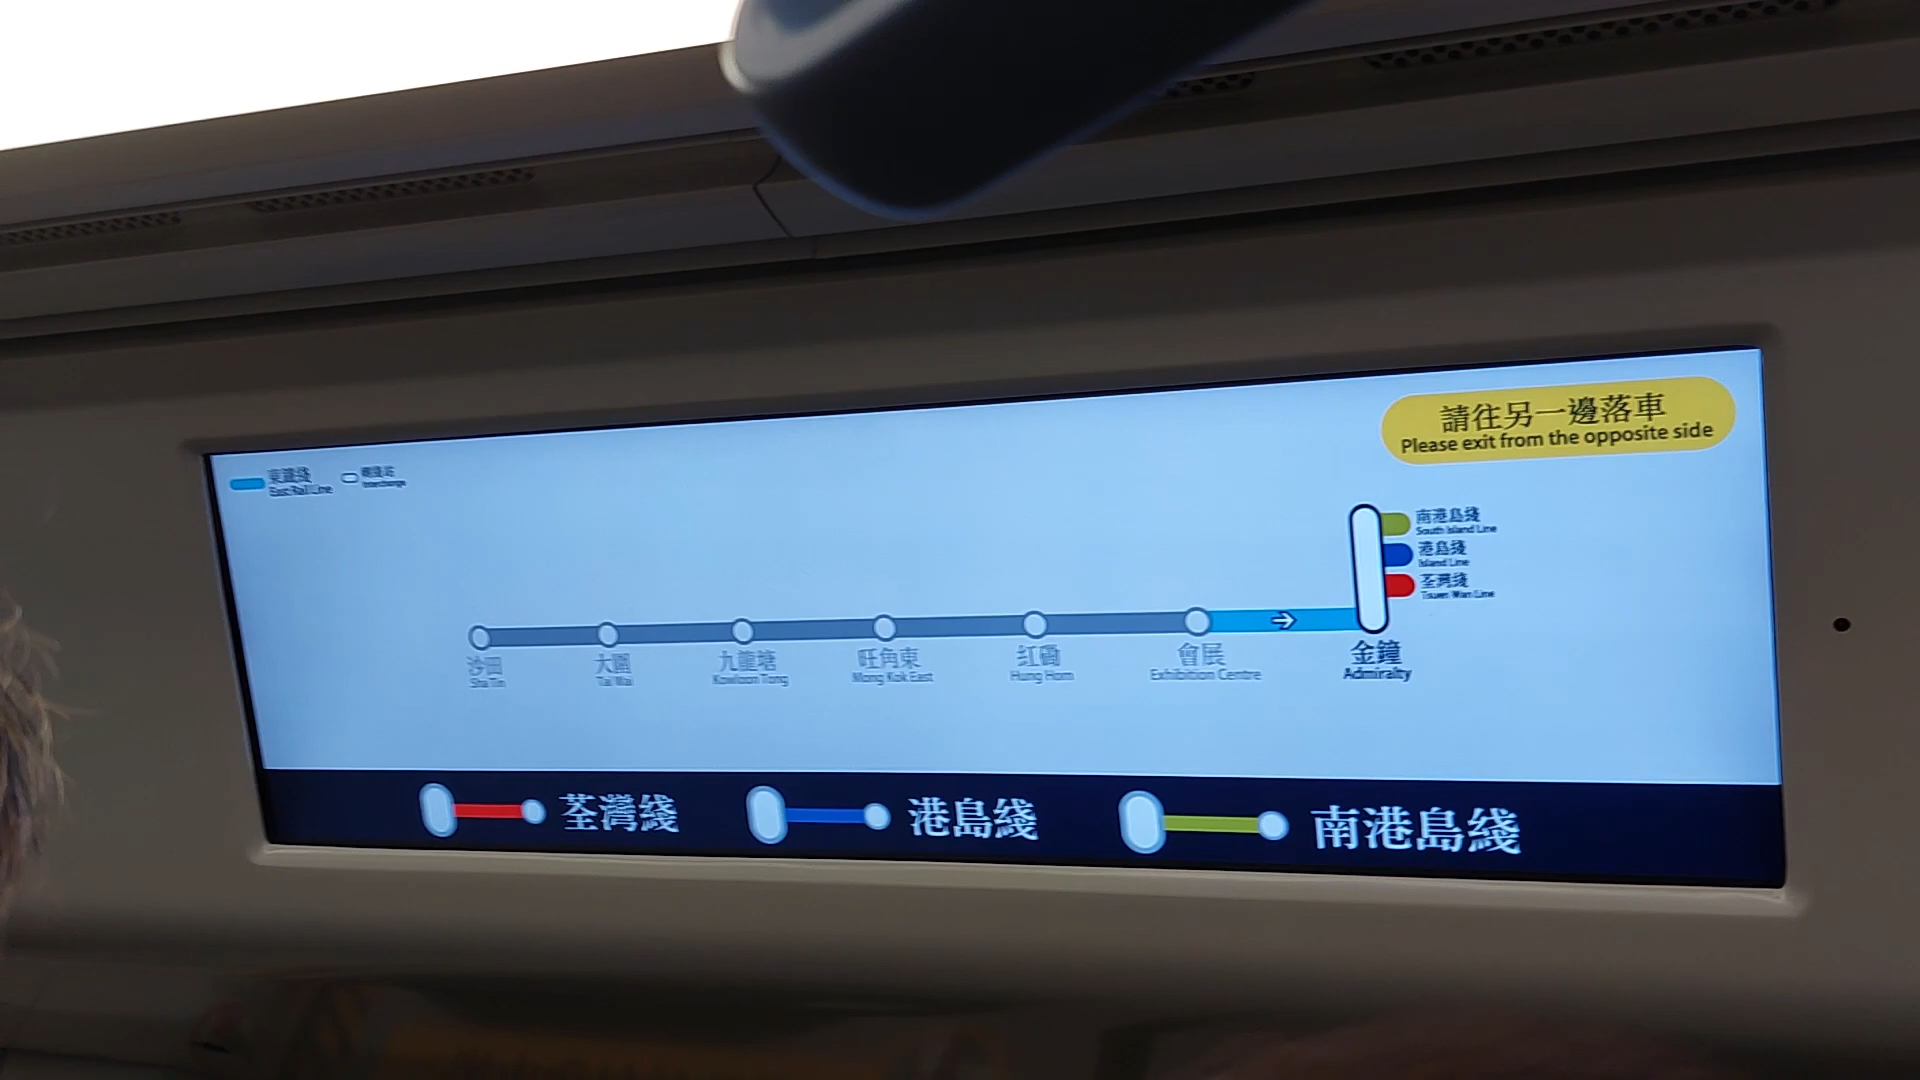 請往另一邊落車
Please exit from the opposite side
東鐵綫
East Rail Line
轉綫站
Interchange
南港島綫
South Island Line
港島綫
Island Line
荃灣綫
Tsuen Wan Line
沙田
Sha Tin
大圍
Tai Wai
九龍塘
Kowloon Tong
旺角東
Mong Kok East
紅磡
Hung Hom
會展
Exhibition Centre
金鐘
Admiralty
荃灣綫
港島綫
南港島綫